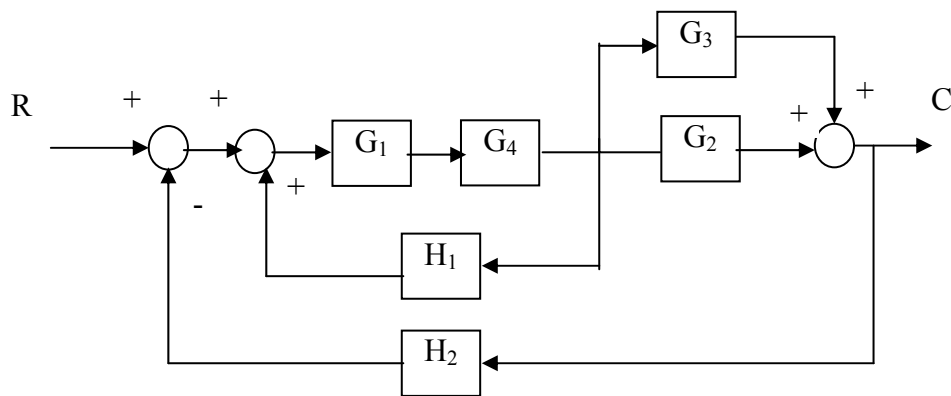 G₃
R + + + C
+
G₁ G₄ G₂
+
-
H₁
H₂